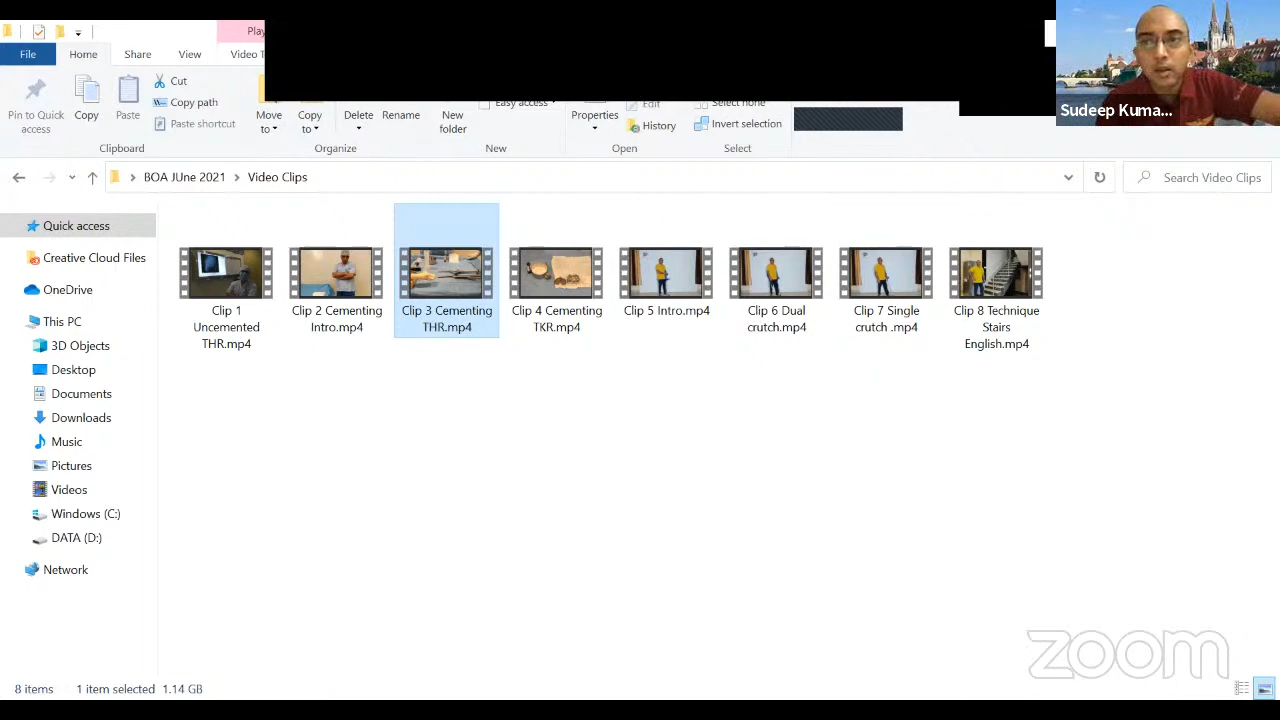 Play
File
Home
Share
View
Video T
Pin to Quick access
Copy
Paste
Cut
Copy path
Paste shortcut
Move to
Copy to
Delete
Rename
New folder
Easy access
Properties
Edit
History
Select none
Invert selection
Clipboard
Organize
New
Open
Select
Sudeep Kuma...
BOA JUne 2021
Video Clips
Search Video Clips
Quick access
Creative Cloud Files
OneDrive
This PC
3D Objects
Desktop
Documents
Downloads
Music
Pictures
Videos
Windows (C:)
DATA (D:)
Network
Clip 1
Uncemented
THR.mp4
Clip 2 Cementing
Intro.mp4
Clip 3 Cementing
THR.mp4
Clip 4 Cementing
TKR.mp4
Clip 5 Intro.mp4
Clip 6 Dual
crutch.mp4
Clip 7 Single
crutch .mp4
Clip 8 Technique
Stairs
English.mp4
8 items
1 item selected 1.14 GB
zoom